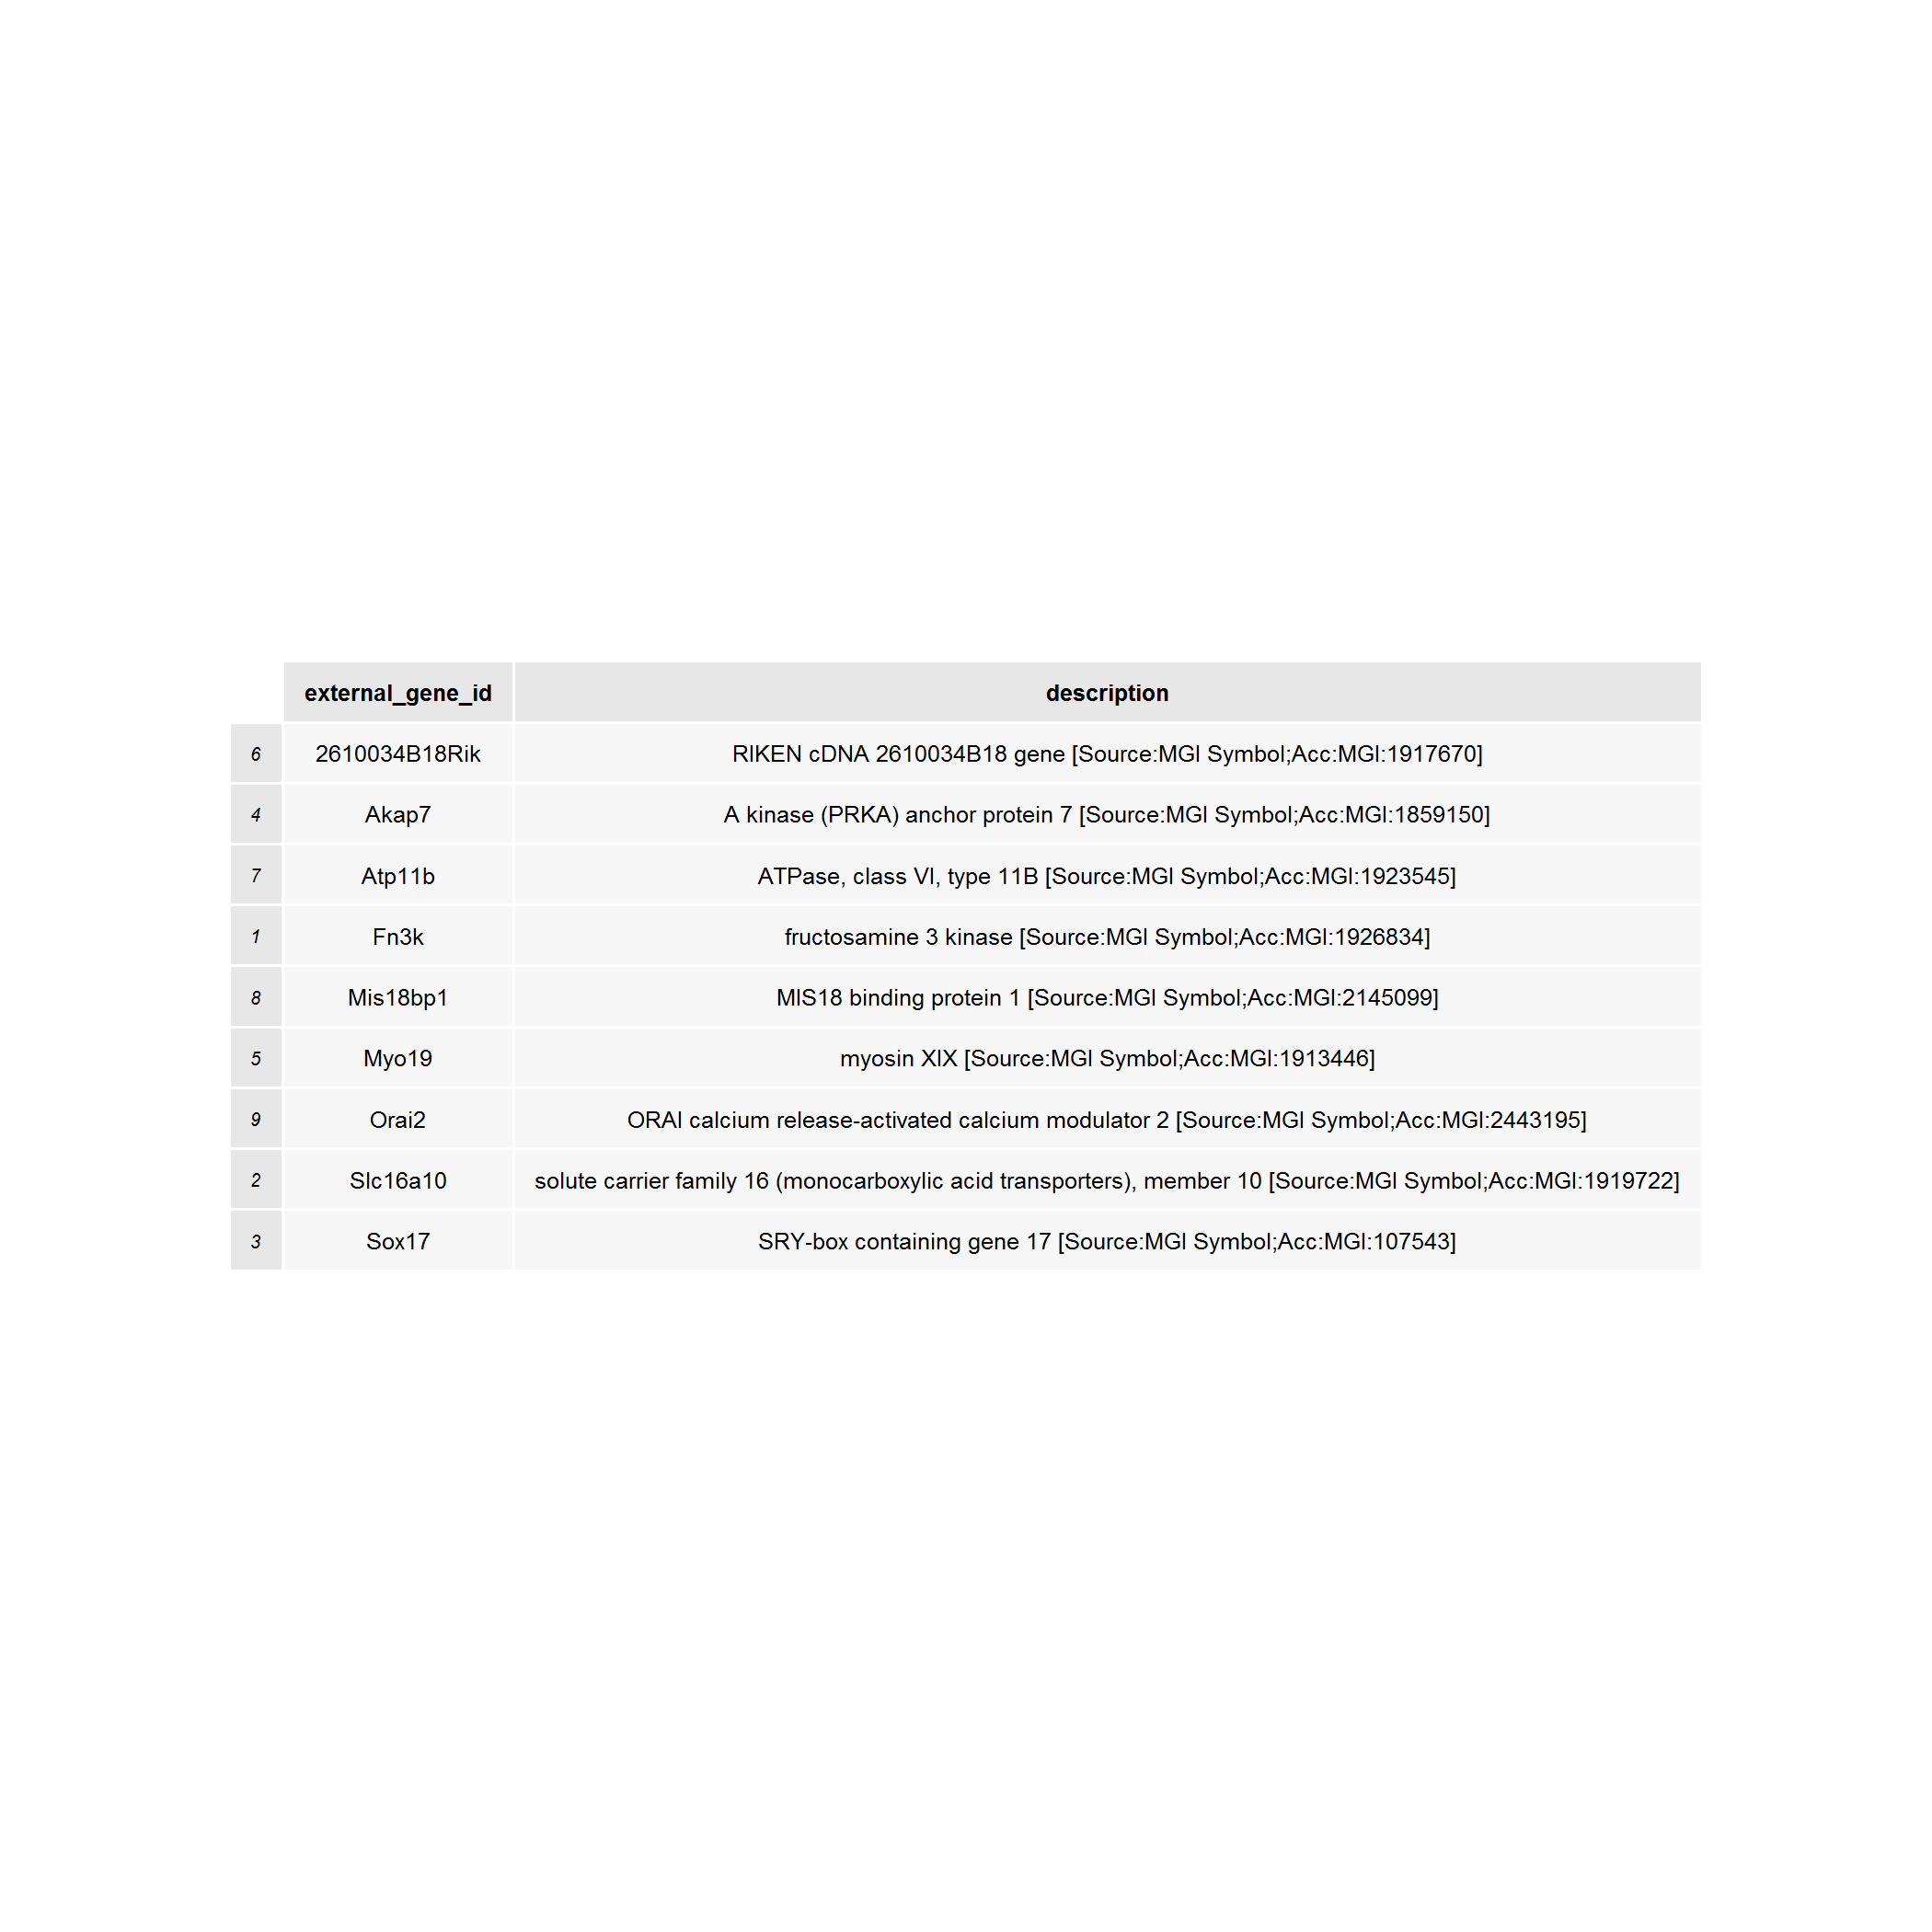 external_gene_id description
6 2610034B18Rik RIKEN cDNA 2610034B18 gene [Source:MGI Symbol;Acc:MGI:1917670]
4 Akap7 A kinase (PRKA) anchor protein 7 [Source:MGI Symbol;Acc:MGI:1859150]
7 Atp11b ATPase, class VI, type 11B [Source:MGI Symbol;Acc:MGI:1923545]
1 Fn3k fructosamine 3 kinase [Source:MGI Symbol;Acc:MGI:1926834]
8 Mis18bp1 MIS18 binding protein 1 [Source:MGI Symbol;Acc:MGI:2145099]
5 Myo19 myosin XIX [Source:MGI Symbol;Acc:MGI:1913446]
9 Orai2 ORAI calcium release-activated calcium modulator 2 [Source:MGI Symbol;Acc:MGI:2443195]
2 Slc16a10 solute carrier family 16 (monocarboxylic acid transporters), member 10 [Source:MGI Symbol;Acc:MGI:1919722]
3 Sox17 SRY-box containing gene 17 [Source:MGI Symbol;Acc:MGI:107543]